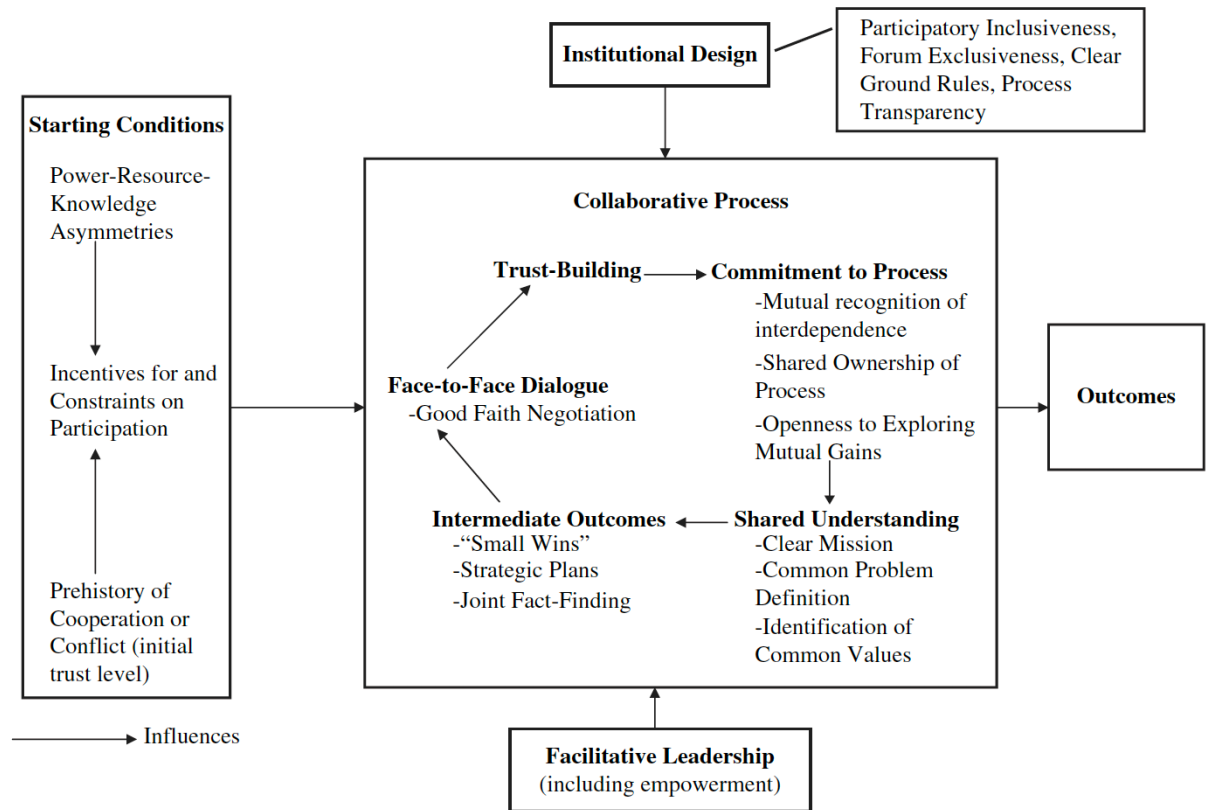 Institutional Design
Participatory Inclusiveness,
Forum Exclusiveness, Clear
Ground Rules, Process
Transparency
Starting Conditions
Power-Resource-
Knowledge
Asymmetries
Incentives for and
Constraints on
Participation
Prehistory of
Cooperation or
Conflict (initial
trust level)
Collaborative Process
Trust-Building
Commitment to Process
-Mutual recognition of
interdependence
-Shared Ownership of
Process
-Openness to Exploring
Mutual Gains
Face-to-Face Dialogue
-Good Faith Negotiation
Intermediate Outcomes
-“Small Wins”
-Strategic Plans
-Joint Fact-Finding
Shared Understanding
-Clear Mission
-Common Problem
Definition
-Identification of
Common Values
Outcomes
Influences
Facilitative Leadership
(including empowerment)